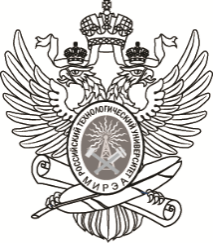 РОССИЙСКИЙ ТЕХНОЛОГИЧЕСКИЙ УНИВЕРСИТЕТ
МИРЭА